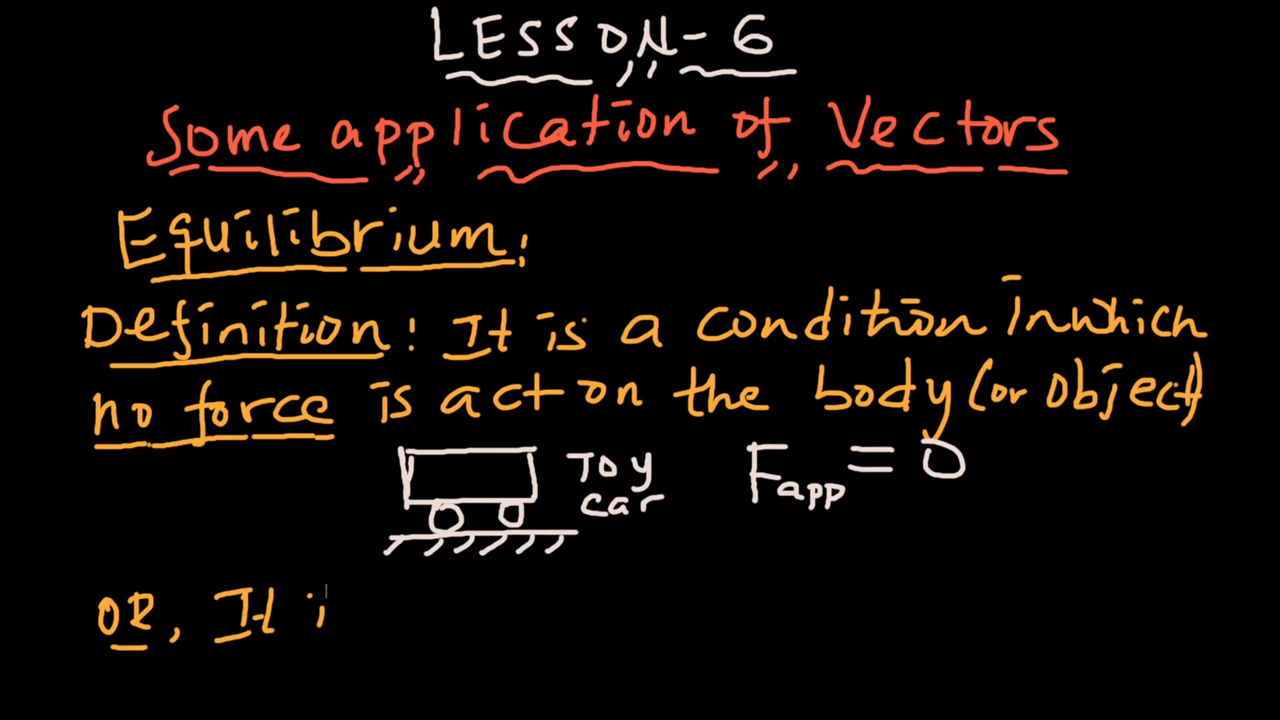 LESSON-6
Some application of Vectors
Equilibrium:
Definition: It is a condition in which
no force is act on the body (or object)
Toy
car
Fapp = 0
OR, It i